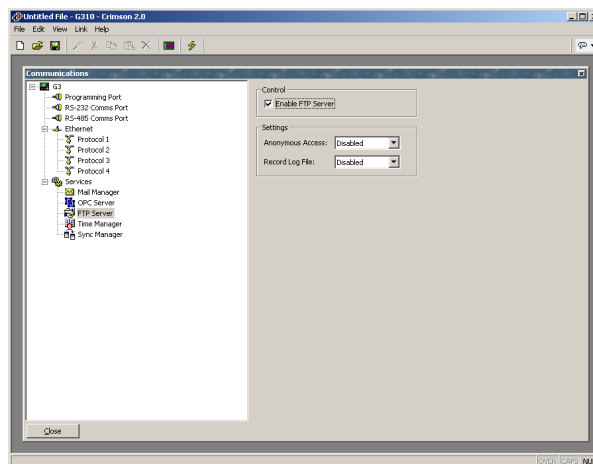 Untitled File - G310 - Crimson 2.0
File Edit View Link Help
Communications
G3
Programming Port
RS-232 Comms Port
RS-485 Comms Port
Ethernet
Protocol 1
Protocol 2
Protocol 3
Protocol 4
Services
Mail Manager
OPC Server
FTP Server
Time Manager
Sync Manager
Control
Enable FTP Server
Settings
Anonymous Access: Disabled
Record Log File: Disabled
Close
OVER CAPS NU